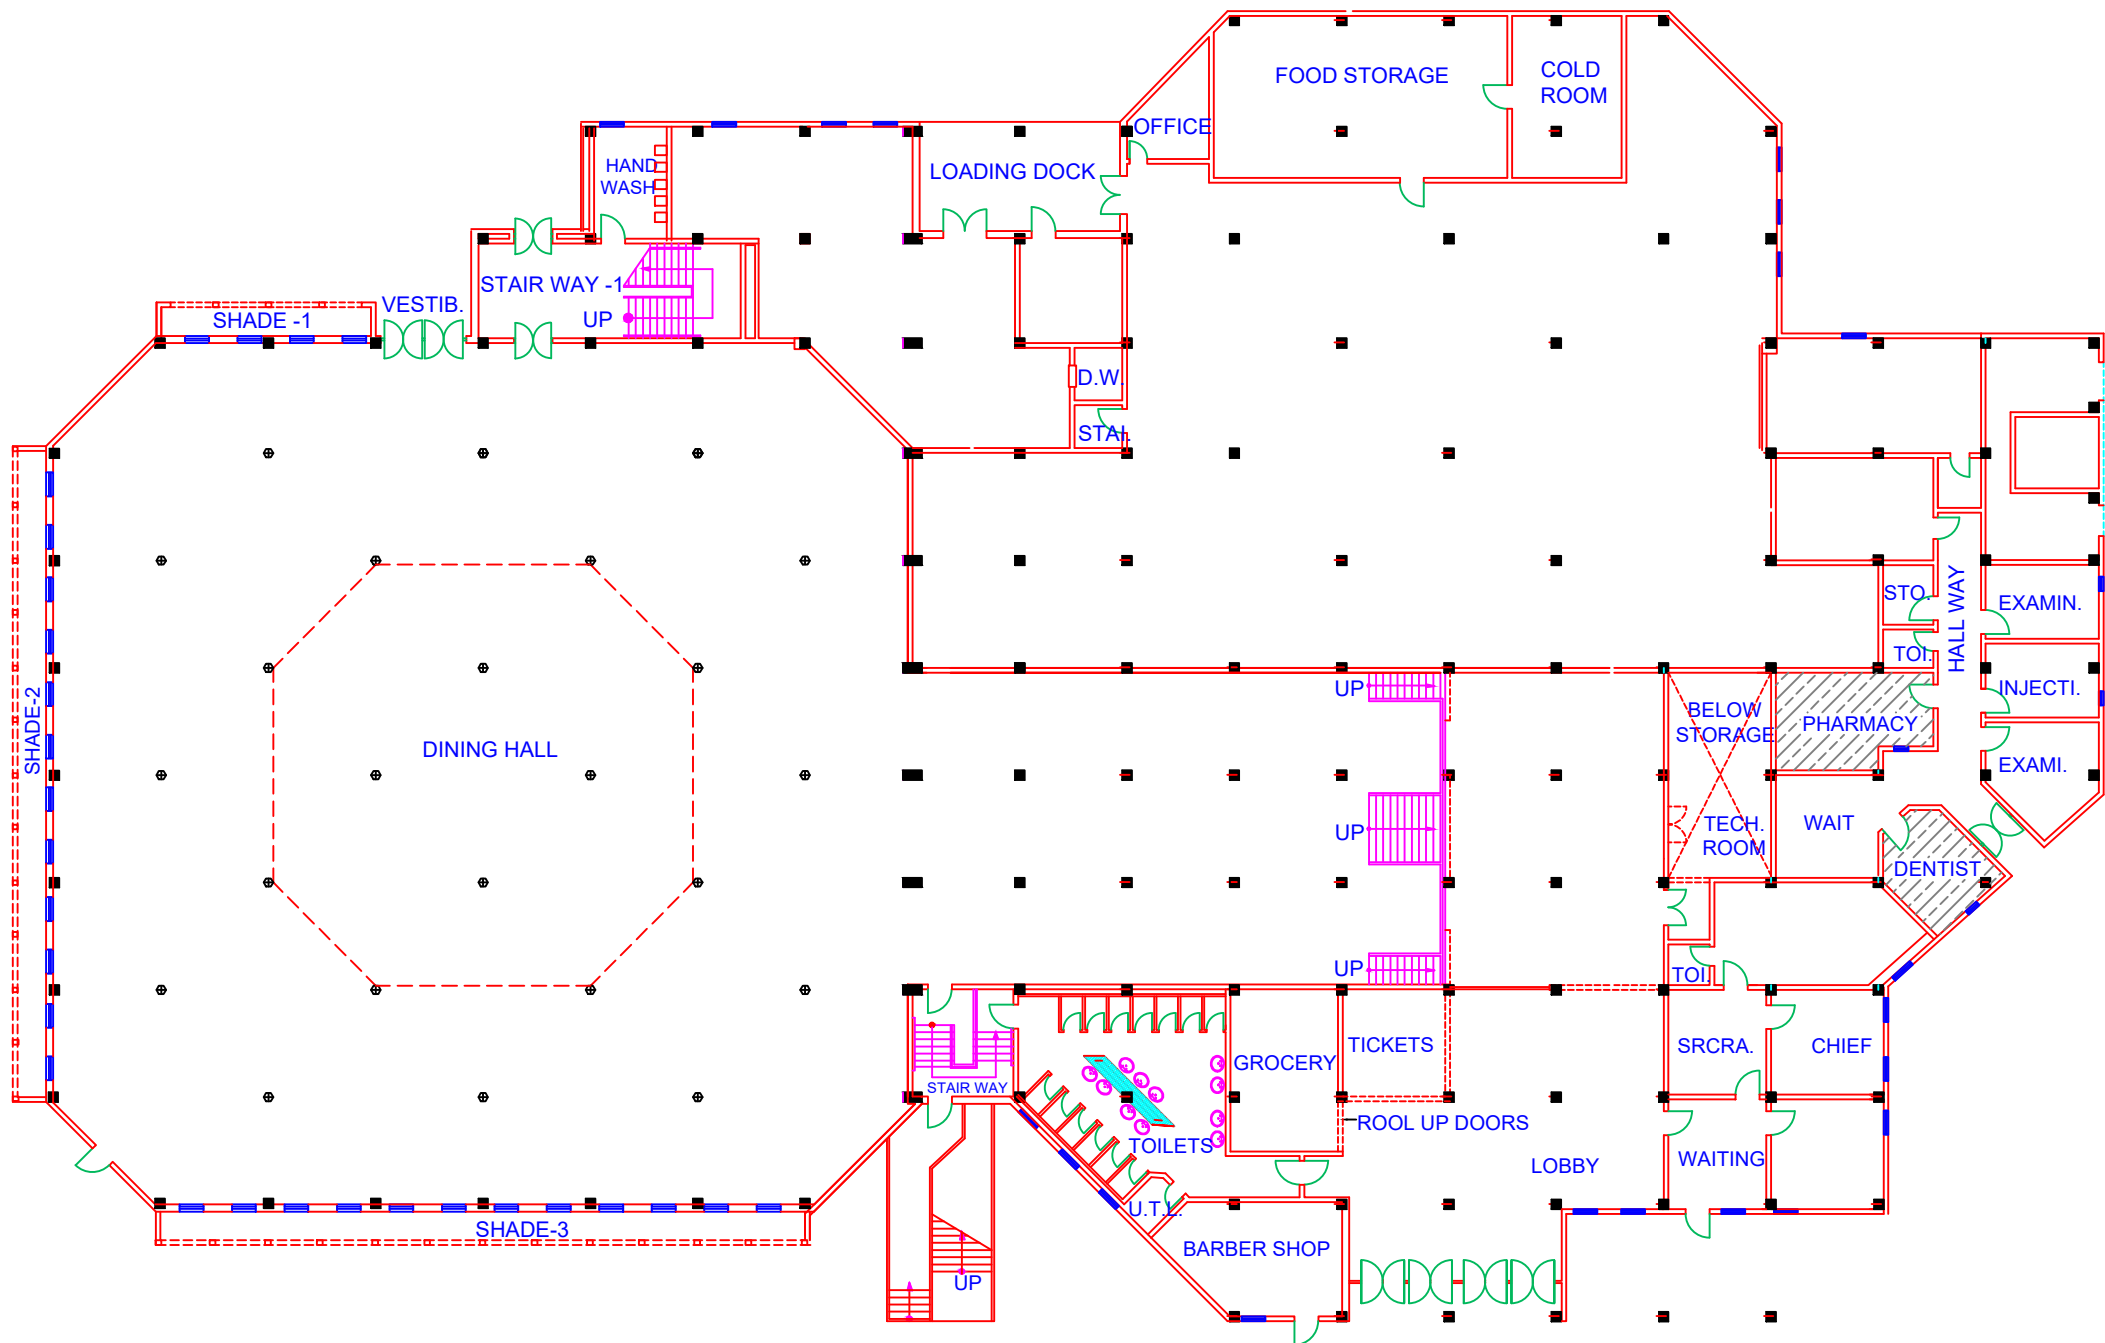 FOOD STORAGE
COLD
ROOM
OFFICE
HAND
WASH
LOADING DOCK
STAIR WAY -1
UP
VESTIB.
SHADE -1
D.W.
STAI.
STO.
HALL WAY
EXAMIN.
TOI.
INJECTI.
UP
BELOW
STORAGE
PHARMACY
SHADE-2
DINING HALL
EXAMI.
UP
TECH.
ROOM
WAIT
DENTIST
UP
TOI.
TICKETS
GROCERY
SRCRA.
CHIEF
STAIR WAY
ROOL UP DOORS
TOILETS
LOBBY
WAITING
U.T.L.
SHADE-3
BARBER SHOP
UP